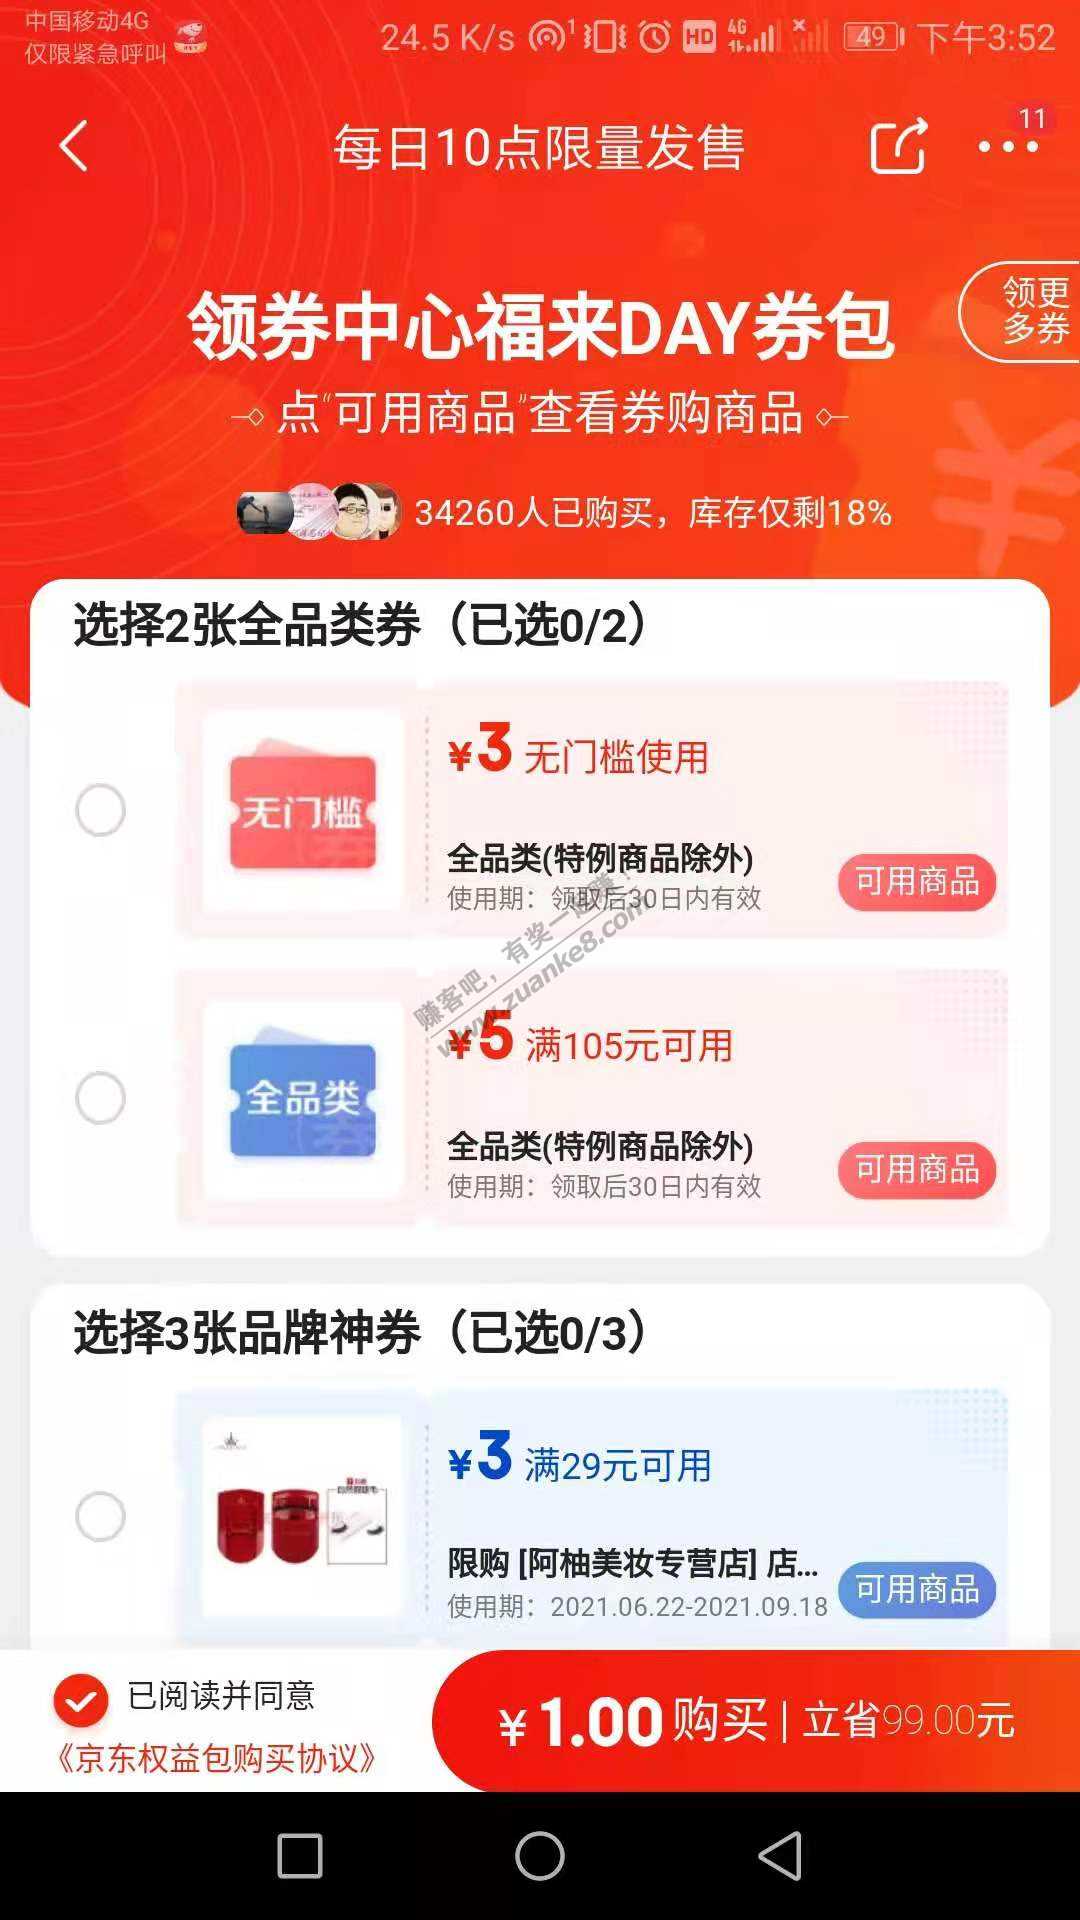 中国移动4G
仅限紧急呼叫
24.5 K/s
1
HD
4G
49
下午3:52
每日10点限量发售
11
领更
多券
领券中心福来DAY券包
点“可用商品”查看券购商品
34260人已购买，库存仅剩18%
选择2张全品类券（已选0/2）
无门槛
¥3 无门槛使用
全品类(特例商品除外)
使用期：领取后30日内有效
可用商品
赚客吧，有奖一起赚！
www.zuanke8.com
全品类
¥5 满105元可用
全品类(特例商品除外)
使用期：领取后30日内有效
可用商品
选择3张品牌神券（已选0/3）
¥3 满29元可用
限购 [阿柚美妆专营店] 店...
使用期：2021.06.22-2021.09.18
可用商品
已阅读并同意
《京东权益包购买协议》
¥1.00购买 | 立省99.00元